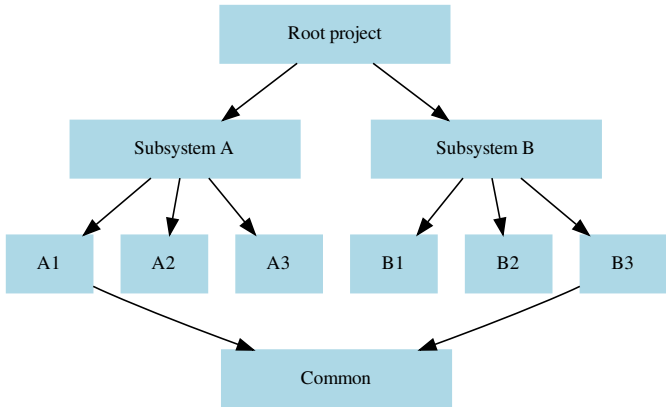 Root project
Subsystem A
Subsystem B
A1
A2
A3
B1
B2
B3
Common